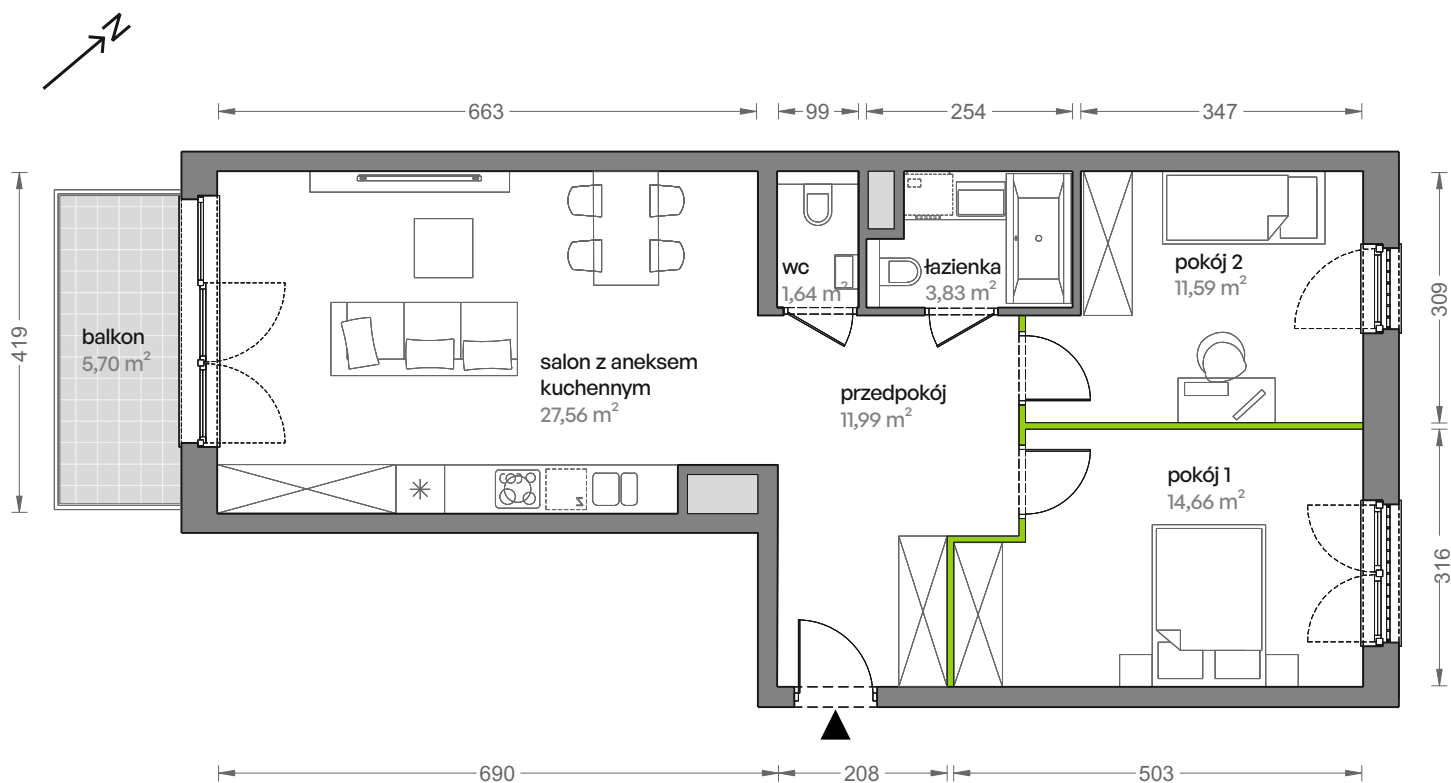 N
663
99
254
347
419
309
316
balkon
5,70 m²
salon z aneksem
kuchennym
27,56 m²
wc
1,64 m²
łazienka
3,83 m²
pokój 2
11,59 m²
przedpokój
11,99 m²
pokój 1
14,66 m²
Z
690
208
503